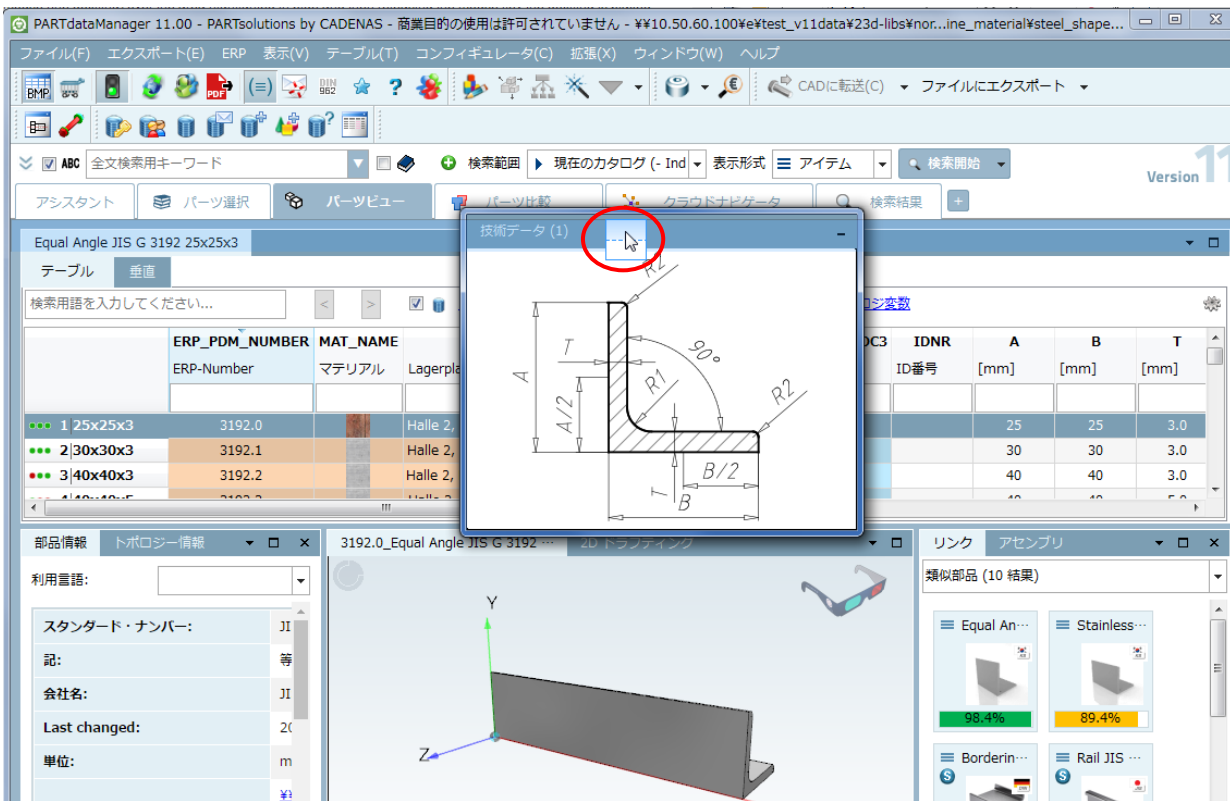 PARTdataManager 11.00 - PARTsolutions by CADENAS - 商業目的の使用は許可されていません - ¥¥10.50.60.100¥e¥test_v11data¥23d-libs¥nor...ine_material¥steel_shape...
ファイル(F) エクスポート(E) ERP 表示(V) テーブル(T) コンフィギュレータ(C) 拡張(X) ウィンドウ(W) ヘルプ
BMP PDF (=) DIN 962 ? € CADに転送(C) ファイルにエクスポート
ABC 全文検索用キーワード 検索範囲 現在のカタログ (- Ind 表示形式 アイテム 検索開始
Version 11
アシスタント パーツ選択 パーツビュー パーツ比較 クラウドナビゲータ 検索結果 +
技術データ (1)
Equal Angle JIS G 3192 25x25x3
テーブル 垂直
検索用語を入力してください... < > ジ変数
ERP_PDM_NUMBER MAT_NAME DC3 IDNR A B T
ERP-Number マテリアル Lagerpla ID番号 [mm] [mm] [mm]
1 25x25x3 3192.0 Halle 2, 25 25 3.0
2 30x30x3 3192.1 Halle 2, 30 30 3.0
3 40x40x3 3192.2 Halle 2, 40 40 3.0
R2
T 90°
A R1 R2
A/2
B/2
T B
部品情報 トポロジー情報 3192.0_Equal Angle JIS G 3192 ... 2D ドラフティング リンク アセンブリ
利用言語: 類似部品 (10 結果)
スタンダード・ナンバー: JI
記: 等
会社名: JI
Last changed: 20
単位: m
¥¥
Y
Z
Equal An... Stainless...
98.4% 89.4%
Borderin... Rail JIS ...
S S